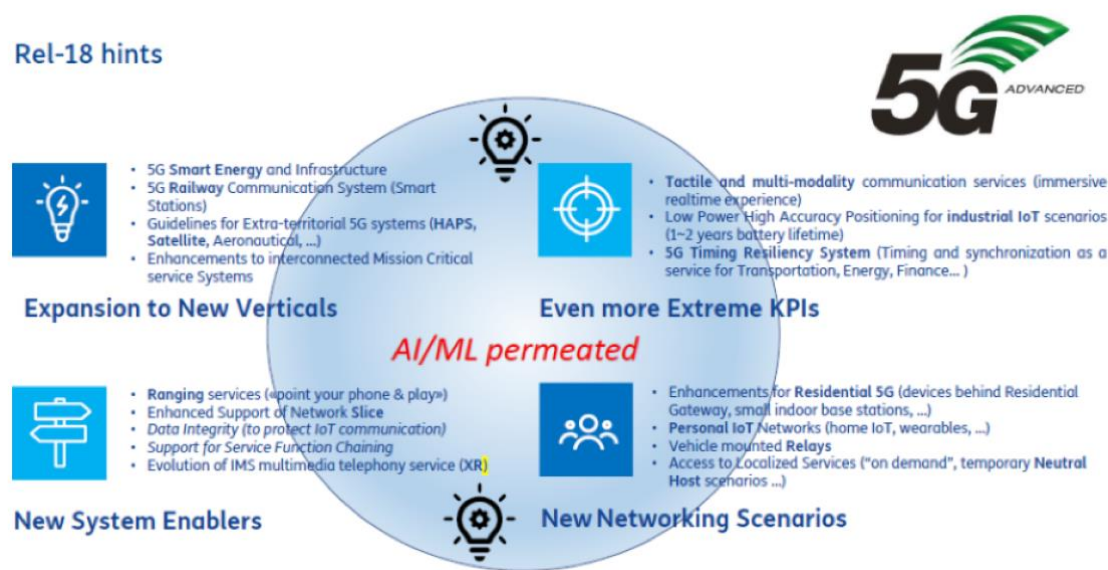 Rel-18 hints
5G
ADVANCED
• 5G Smart Energy and Infrastructure
• 5G Railway Communication System (Smart
Stations)
• Guidelines for Extra-territorial 5G systems (HAPS,
Satellite, Aeronautical, ...)
• Enhancements to interconnected Mission Critical
service Systems
Expansion to New Verticals
• Tactile and multi-modality communication services (immersive
realtime experience)
• Low Power High Accuracy Positioning for industrial IoT scenarios
(1~2 years battery lifetime)
• 5G Timing Resiliency System (Timing and synchronization as a
service for Transportation, Energy, Finance... )
Even more Extreme KPIs
AI/ML permeated
• Ranging services («point your phone & play»)
• Enhanced Support of Network Slice
• Data Integrity (to protect IoT communication)
• Support for Service Function Chaining
• Evolution of IMS multimedia telephony service (XR)
New System Enablers
• Enhancements for Residential 5G (devices behind Residential
Gateway, small indoor base stations, ...)
• Personal IoT Networks (home IoT, wearables, ...)
• Vehicle mounted Relays
• Access to Localized Services ("on demand", temporary Neutral
Host scenarios ...)
New Networking Scenarios